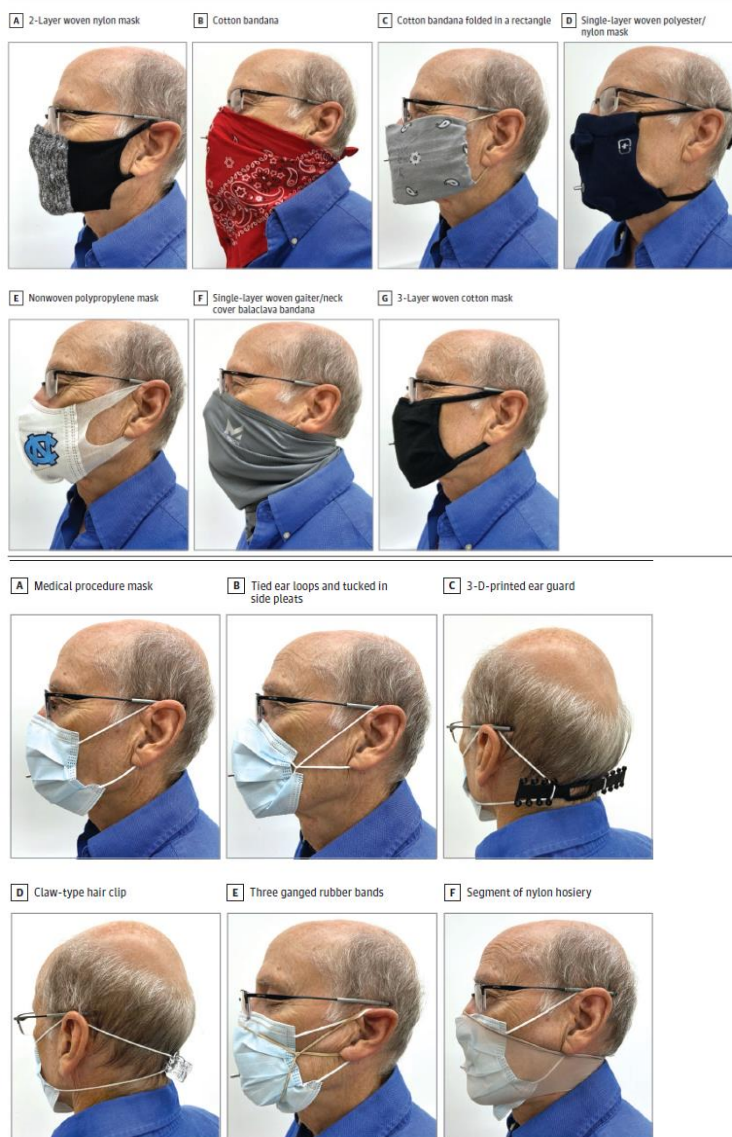 A 2-Layer woven nylon mask
B Cotton bandana
C Cotton bandana folded in a rectangle
D Single-layer woven polyester/
nylon mask
E Nonwoven polypropylene mask
F Single-layer woven gaiter/neck
cover balaclava bandana
G 3-Layer woven cotton mask
NC
A Medical procedure mask
B Tied ear loops and tucked in
side pleats
C 3-D-printed ear guard
D Claw-type hair clip
E Three ganged rubber bands
F Segment of nylon hosiery